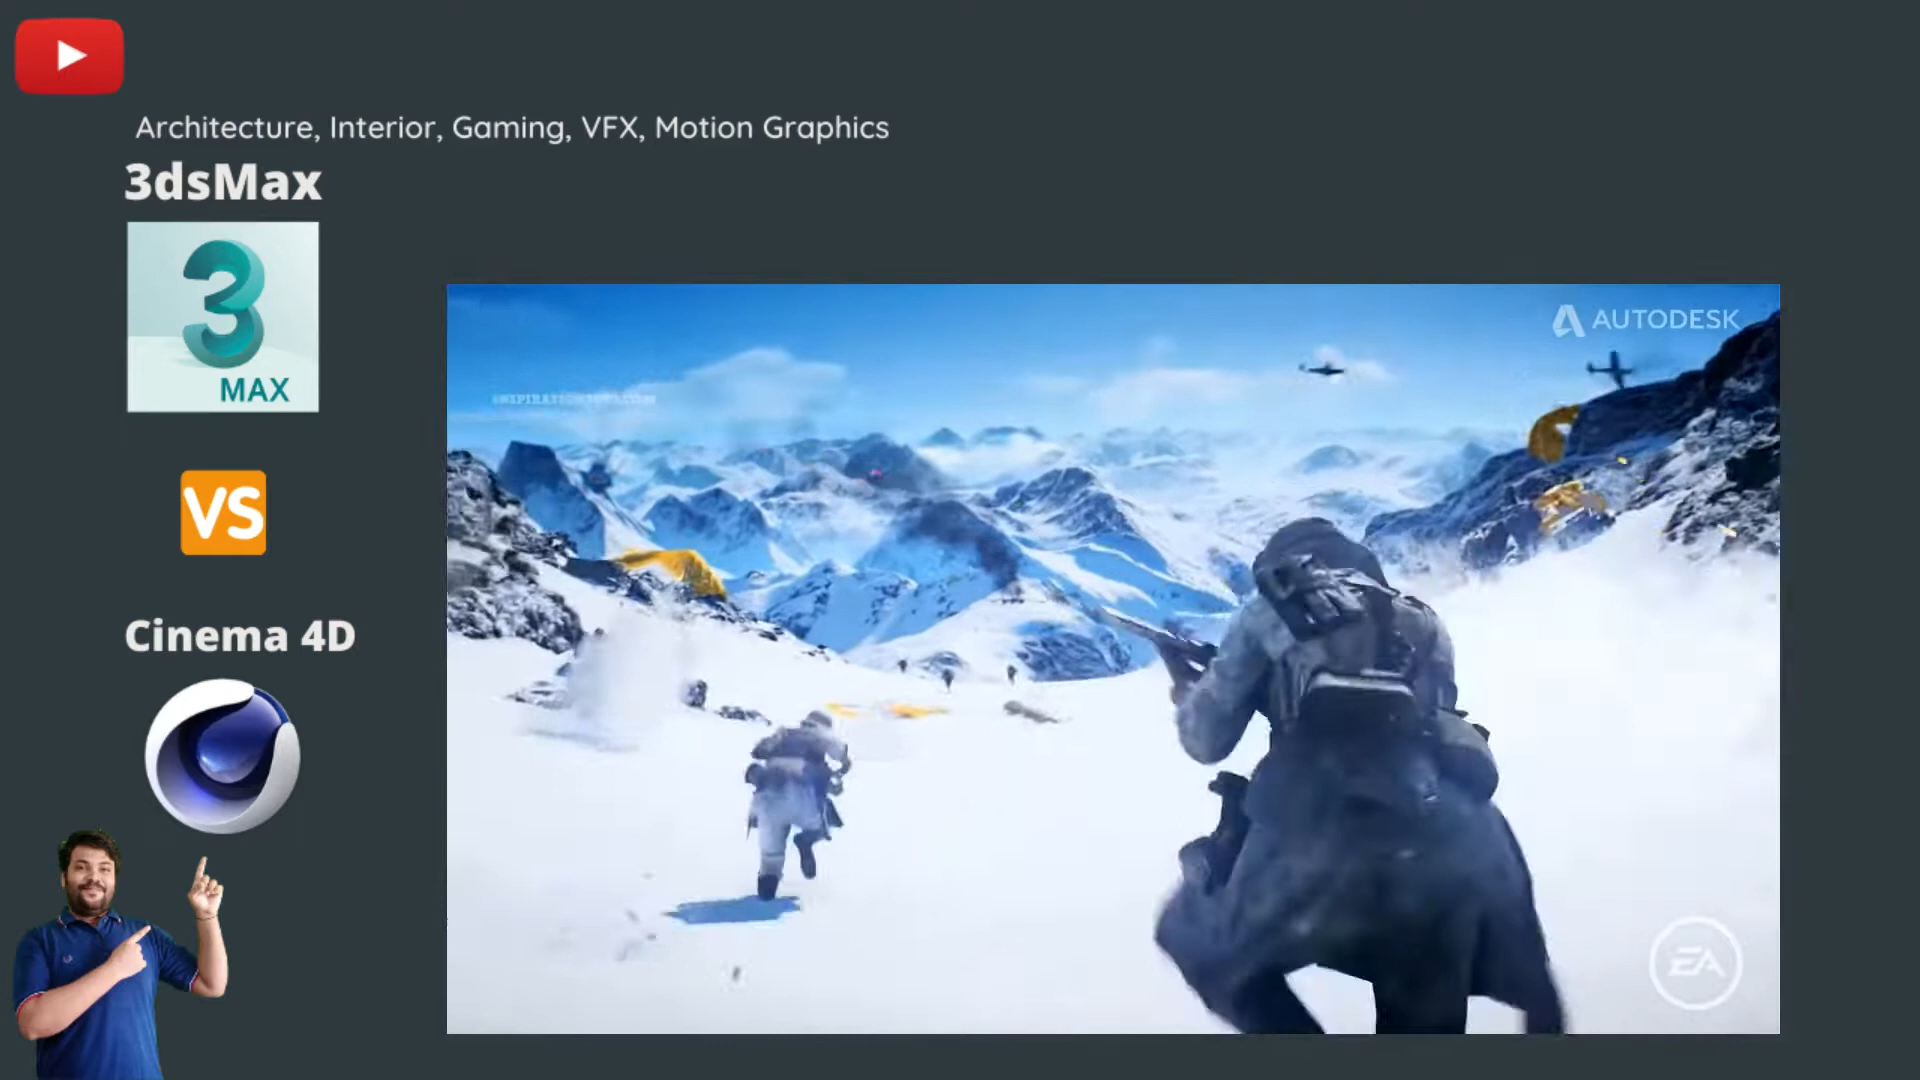 Architecture, Interior, Gaming, VFX, Motion Graphics
3dsMax
3
MAX
VS
Cinema 4D
AUTODESK
EA